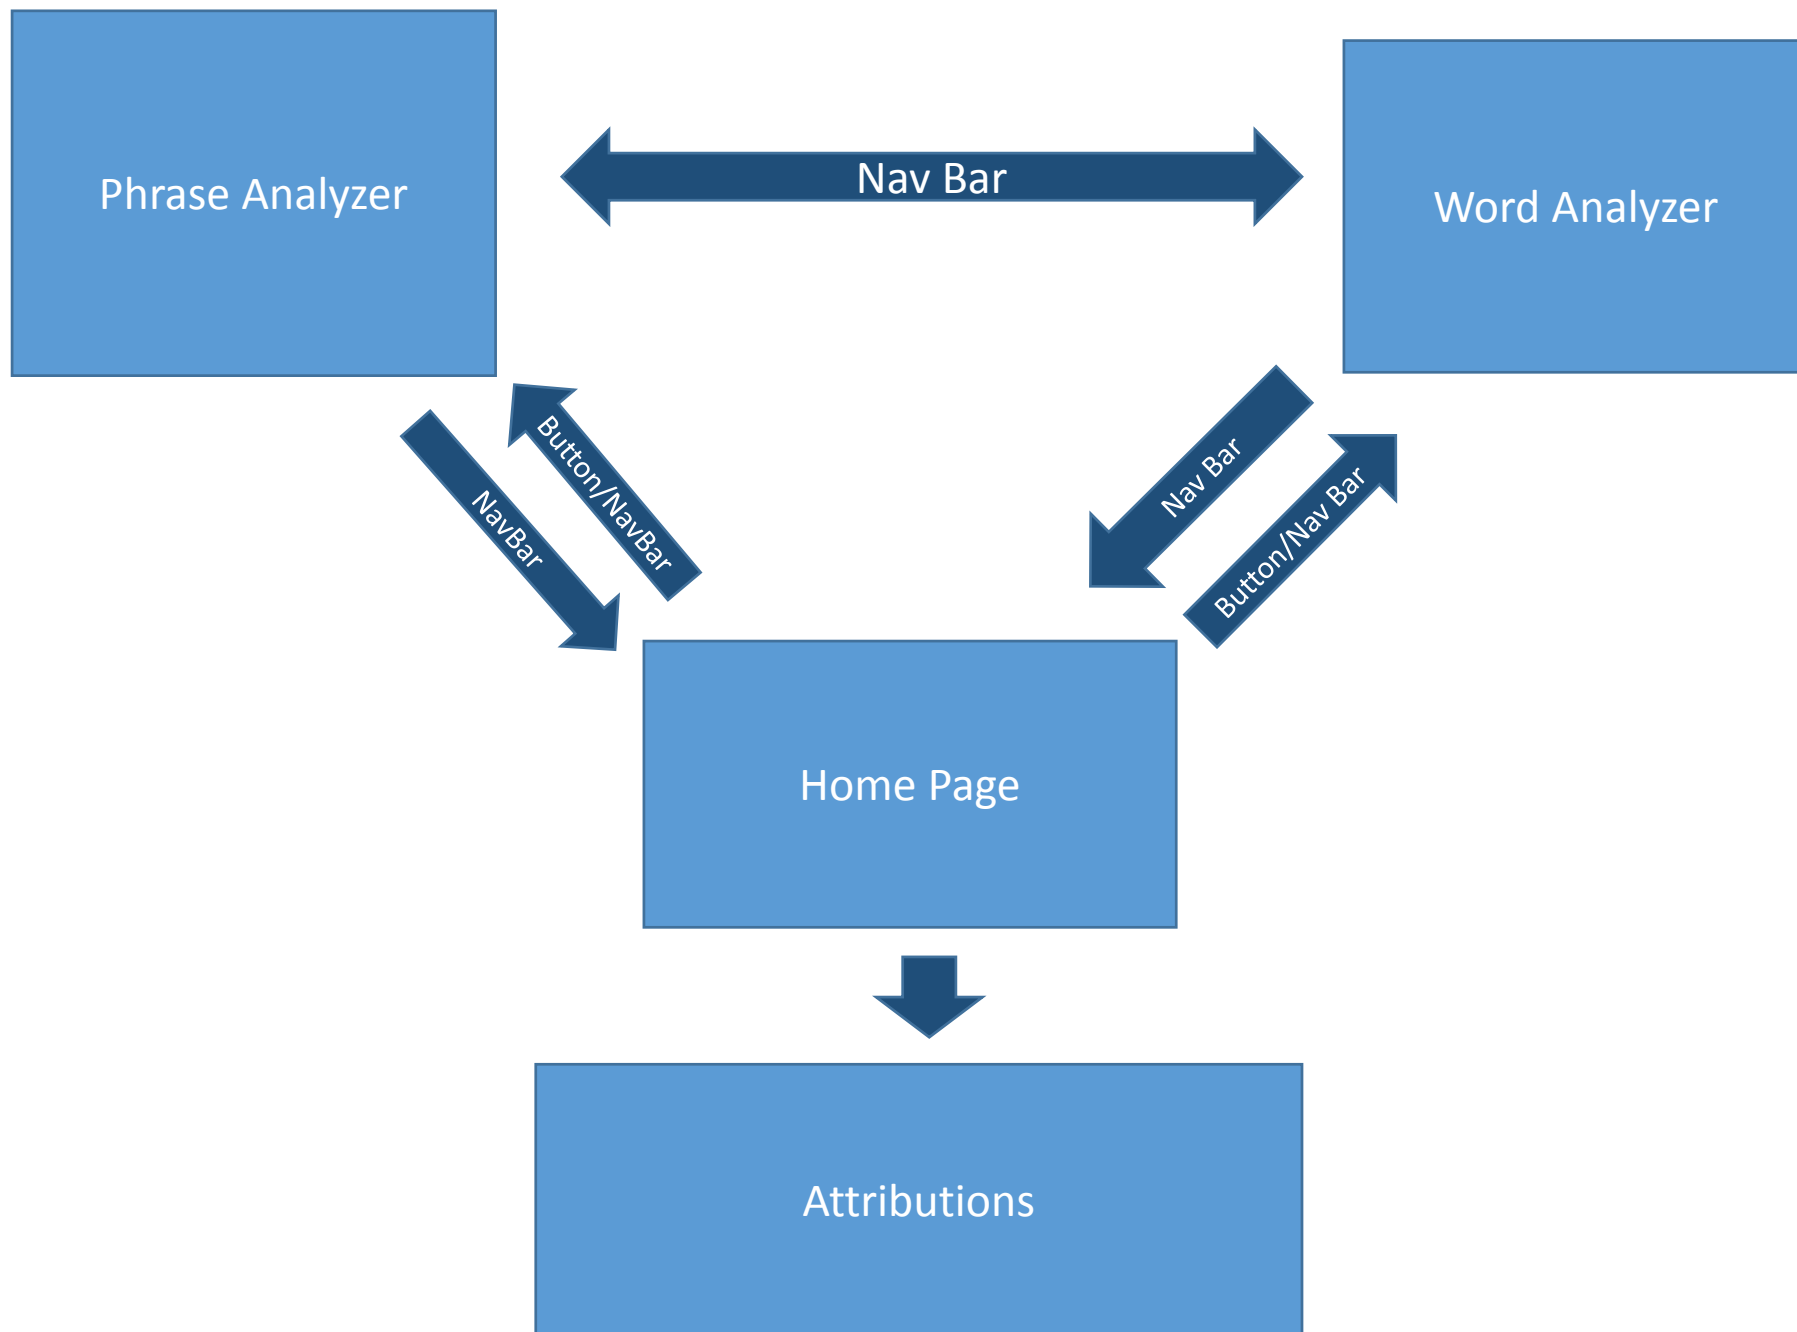 Phrase Analyzer
Nav Bar
Word Analyzer
Button/NavBar
NavBar
Nav Bar
Button/Nav Bar
Home Page
Attributions